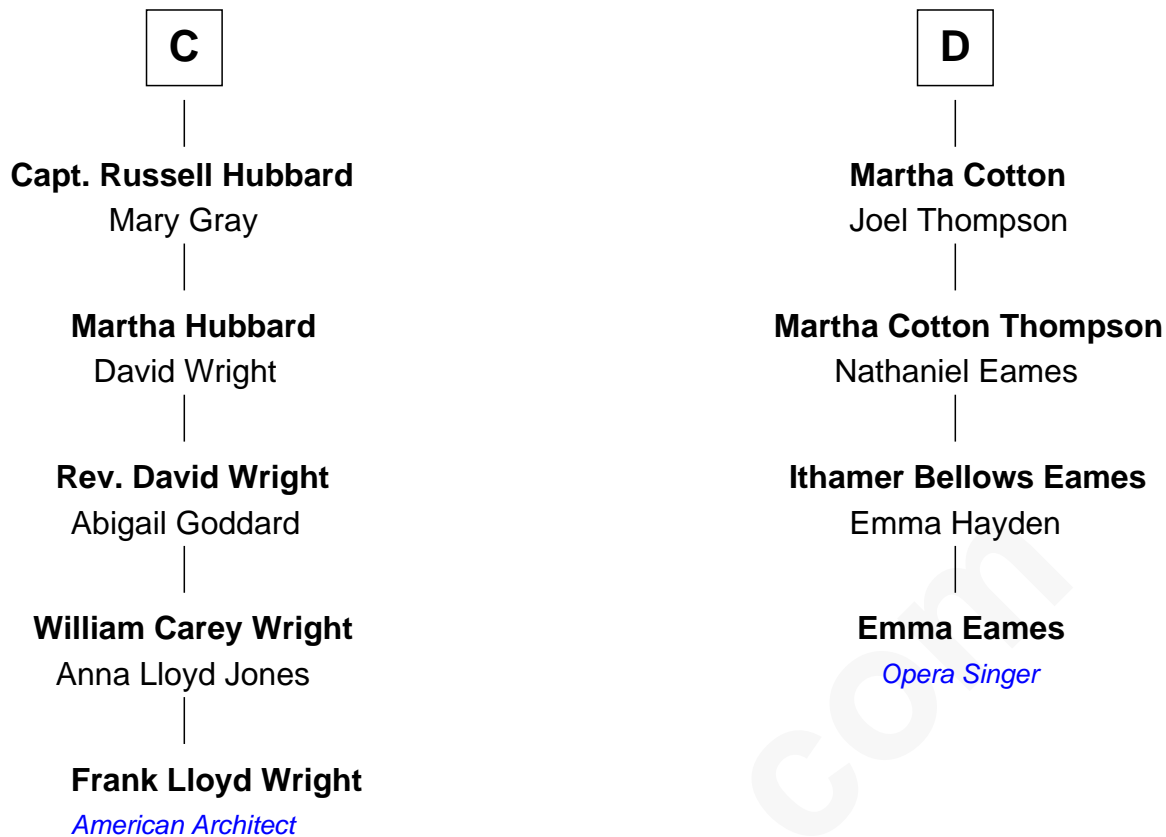 C
Capt. Russell Hubbard
Mary Gray
Martha Hubbard
David Wright
Rev. David Wright
Abigail Goddard
William Carey Wright
Anna Lloyd Jones
Frank Lloyd Wright
American Architect
D
Martha Cotton
Joel Thompson
Martha Cotton Thompson
Nathaniel Eames
Ithamer Bellows Eames
Emma Hayden
Emma Eames
Opera Singer
com